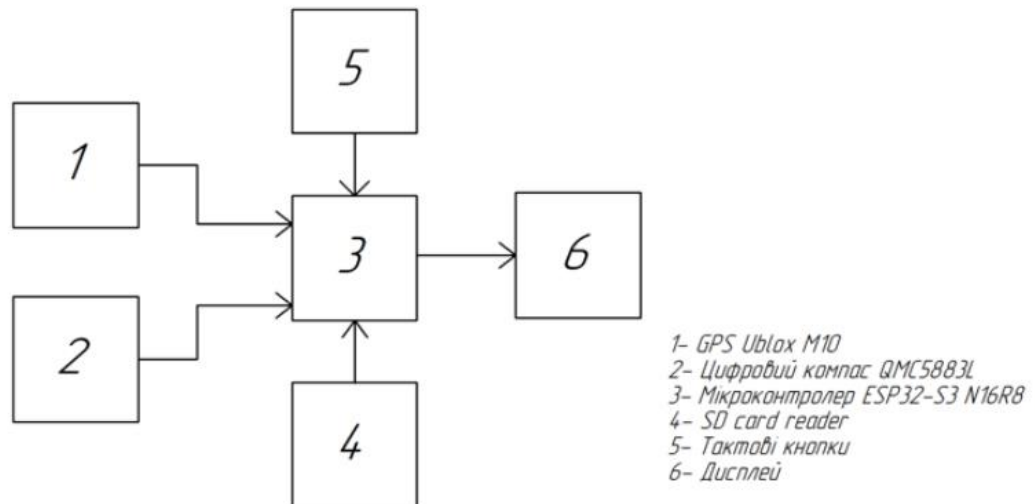 5
1
3
6
2
4
1- GPS Ublox M10
2- Цифровий компас QMC5883L
3- Мікроконтролер ESP32-S3 N16R8
4- SD card reader
5- Тактові кнопки
6- Дисплей